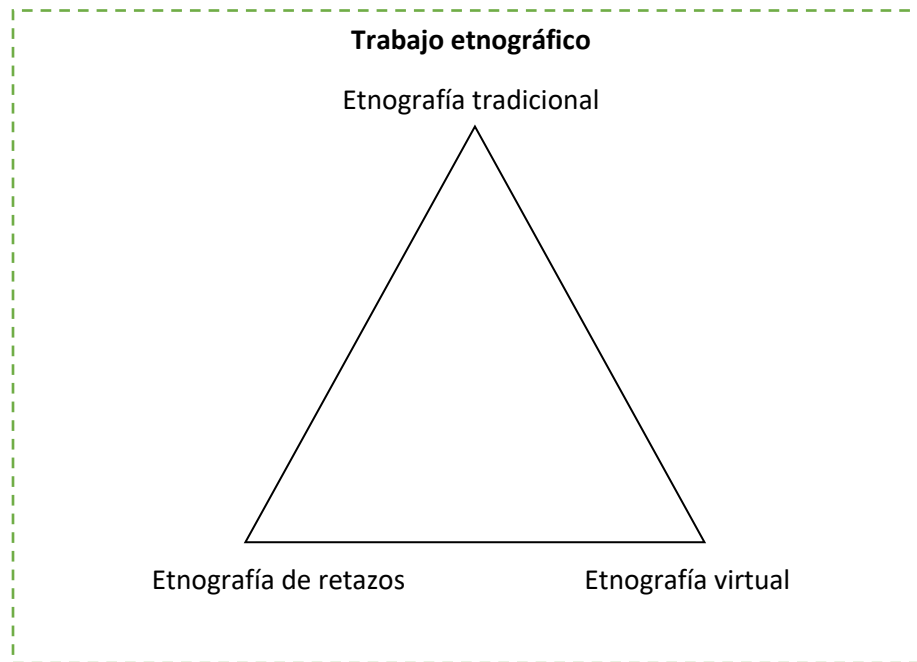 Trabajo etnográfico
Etnografía tradicional
Etnografía de retazos
Etnografía virtual